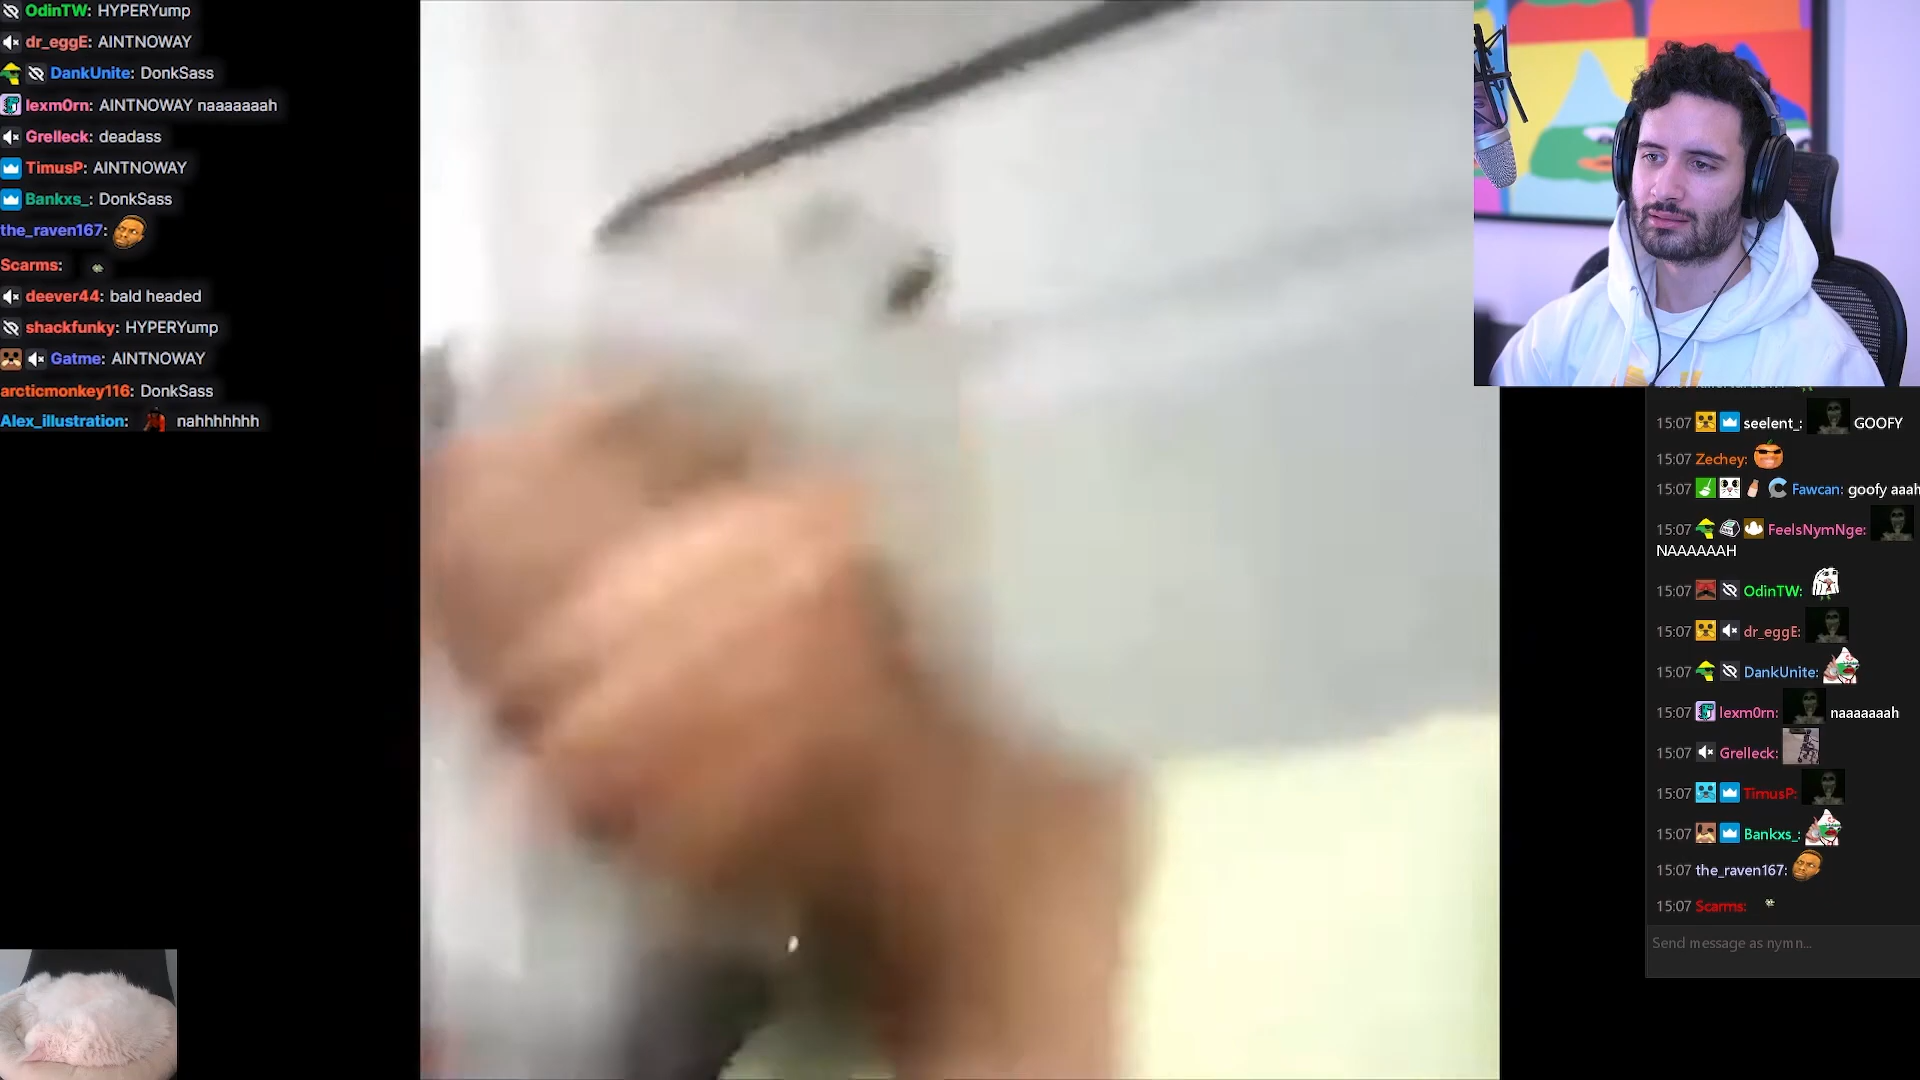 OdinTW: HYPERYump
dr_eggE: AINTNOWAY
DankUnite: DonkSass
lexm0rn: AINTNOWAY naaaaaaah
Grelleck: deadass
TimusP: AINTNOWAY
Bankxs_: DonkSass
the_raven167:
Scarms:
deever44: bald headed
shackfunky: HYPERYump
Gatme: AINTNOWAY
arcticmonkey116: DonkSass
Alex_illustration: nahhhhhhh
15:07 seelent_: GOOFY
15:07 Zechey:
15:07 Fawcan: goofy aaah
15:07 FeelsNymNge:
NAAAAAAH
15:07 OdinTW:
15:07 dr_eggE:
15:07 DankUnite:
15:07 lexm0rn: naaaaaaah
15:07 Grelleck:
15:07 TimusP:
15:07 Bankxs_:
15:07 the_raven167:
15:07 Scarms:
Send message as nymn...